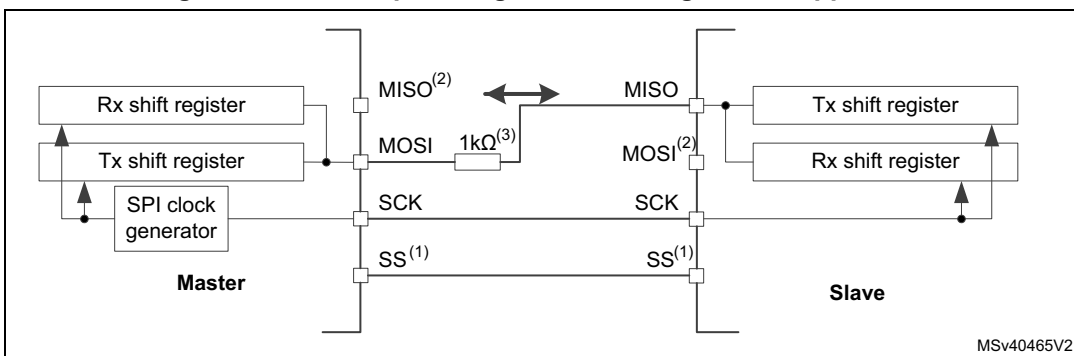 MISO(2)
MISO
Rx shift register
Tx shift register
MOSI
1kΩ(3)
MOSI(2)
Tx shift register
Rx shift register
SPI clock
generator
SCK
SCK
SS(1)
SS(1)
Master
Slave
MSv40465V2